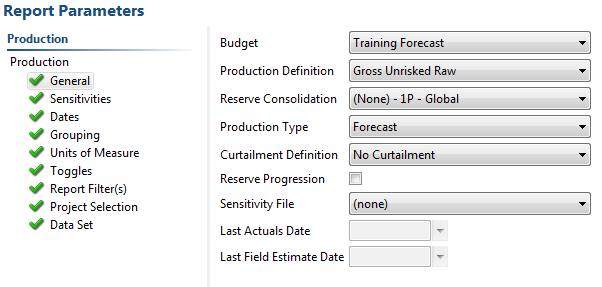 Report Parameters
Production
Production
General
Sensitivities
Dates
Grouping
Units of Measure
Toggles
Report Filter(s)
Project Selection
Data Set
Budget Training Forecast
Production Definition Gross Unrisked Raw
Reserve Consolidation (None) - 1P - Global
Production Type Forecast
Curtailment Definition No Curtailment
Reserve Progression
Sensitivity File (none)
Last Actuals Date
Last Field Estimate Date